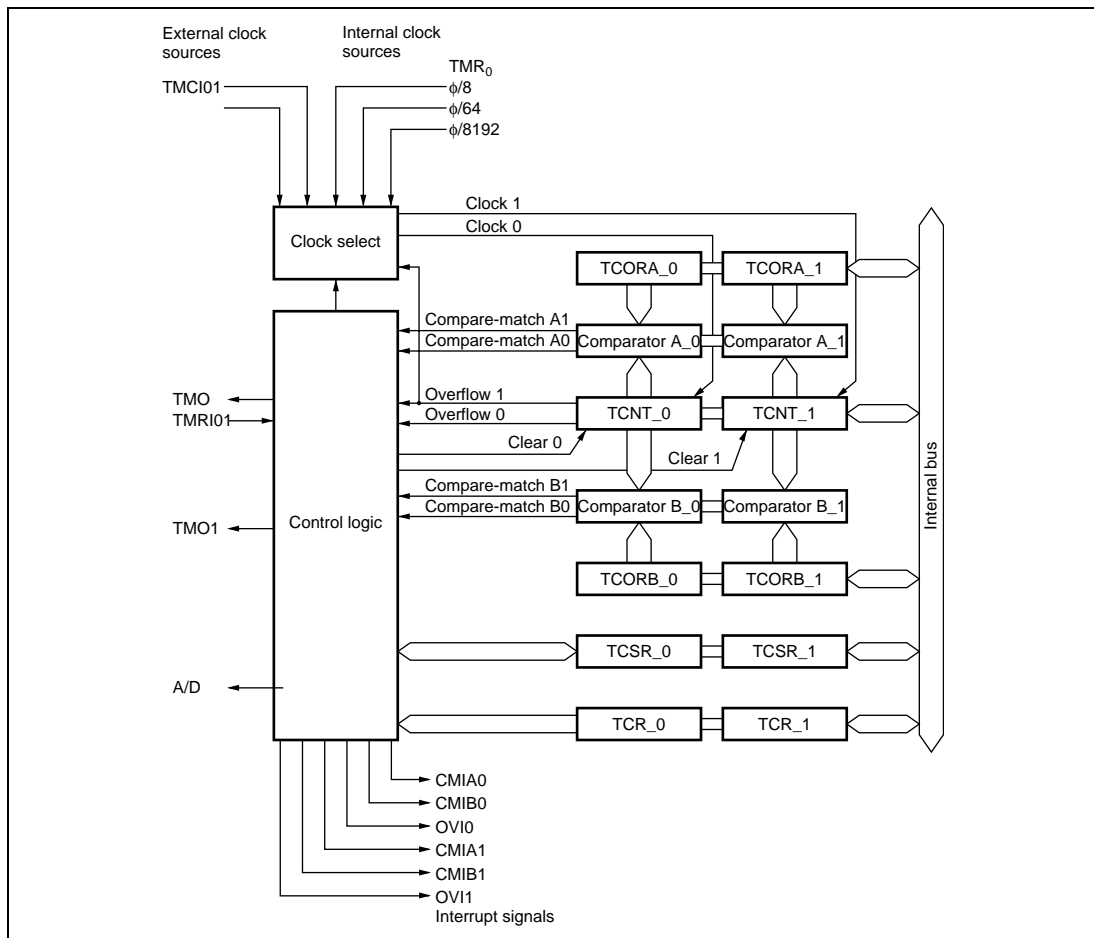 External clock
sources
Internal clock
sources
TMR₀
TMCI01
ϕ/8
ϕ/64
ϕ/8192
Clock 1
Clock 0
Clock select
TCORA_0
TCORA_1
Compare-match A1
Compare-match A0
Comparator A_0
Comparator A_1
TMO
TMRI01
Overflow 1
Overflow 0
TCNT_0
TCNT_1
Clear 0
Clear 1
Compare-match B1
Compare-match B0
Comparator B_0
Comparator B_1
TMO1
Control logic
Internal bus
TCORB_0
TCORB_1
TCSR_0
TCSR_1
A/D
TCR_0
TCR_1
CMIA0
CMIB0
OVI0
CMIA1
CMIB1
OVI1
Interrupt signals